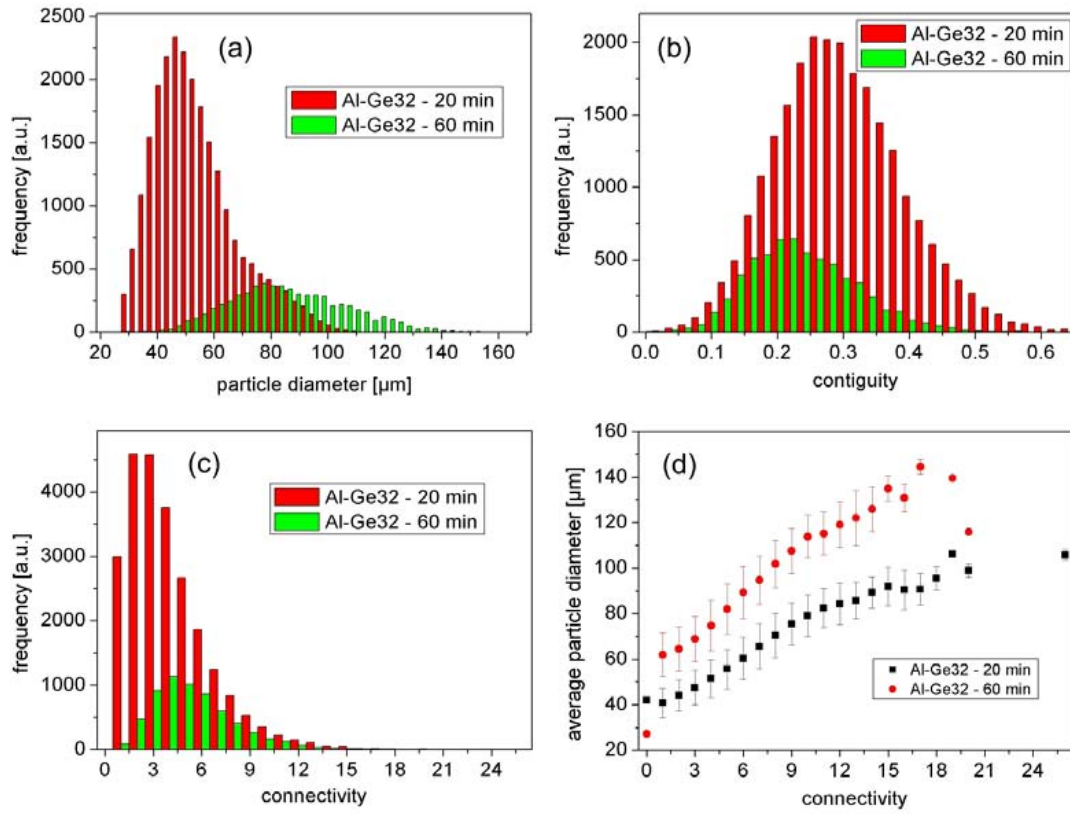 (a)
Al-Ge32 - 20 min
Al-Ge32 - 60 min
frequency [a.u.]
2500
2000
1500
1000
500
0
20 40 60 80 100 120 140 160
particle diameter [µm]
(b)
Al-Ge32 - 20 min
Al-Ge32 - 60 min
frequency [a.u.]
2000
1500
1000
500
0
0.0 0.1 0.2 0.3 0.4 0.5 0.6
contiguity
(c)
Al-Ge32 - 20 min
Al-Ge32 - 60 min
frequency [a.u.]
4000
3000
2000
1000
0
0 3 6 9 12 15 18 21 24
connectivity
(d)
Al-Ge32 - 20 min
Al-Ge32 - 60 min
average particle diameter [µm]
160
140
120
100
80
60
40
20
0 3 6 9 12 15 18 21 24
connectivity